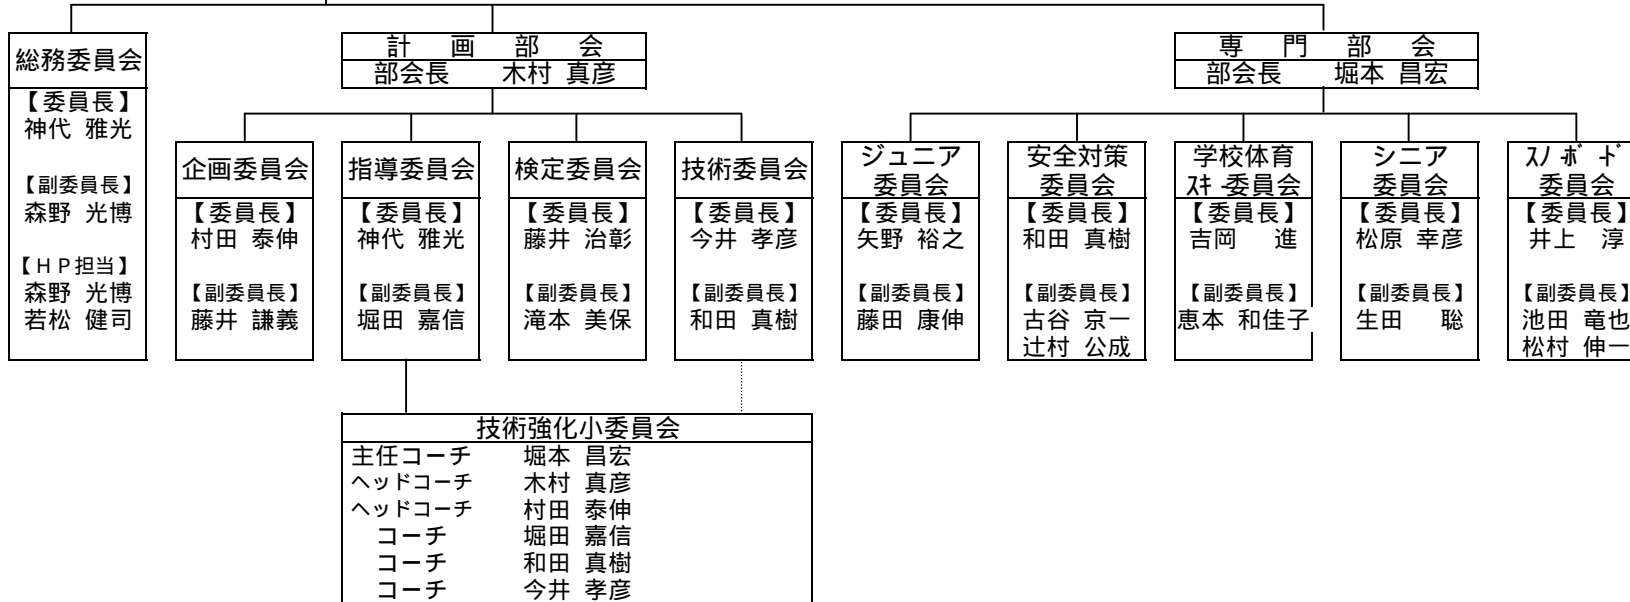 総務委員会
【委員長】
神代 雅光
【副委員長】
森野 光博
【ＨＰ担当】
森野 光博
若松 健司
計 画 部 会
部会長 木村 真彦
企画委員会
【委員長】
村田 泰伸
【副委員長】
藤井 謙義
指導委員会
【委員長】
神代 雅光
【副委員長】
堀田 嘉信
検定委員会
【委員長】
藤井 治彰
【副委員長】
滝本 美保
技術委員会
【委員長】
今井 孝彦
【副委員長】
和田 真樹
技術強化小委員会
主任コーチ 堀本 昌宏
ヘッドコーチ 木村 真彦
ヘッドコーチ 村田 泰伸
コーチ 堀田 嘉信
コーチ 和田 真樹
コーチ 今井 孝彦
専 門 部 会
部会長 堀本 昌宏
ジュニア
委員会
【委員長】
矢野 裕之
【副委員長】
藤田 康伸
安全対策
委員会
【委員長】
和田 真樹
【副委員長】
古谷 京一
辻村 公成
学校体育
ｽｷｰ委員会
【委員長】
吉岡 進
【副委員長】
恵本 和佳子
シニア
委員会
【委員長】
松原 幸彦
【副委員長】
生田 聡
ｽﾉｰﾎﾞｰﾄﾞ
委員会
【委員長】
井上 淳
【副委員長】
池田 竜也
松村 伸一